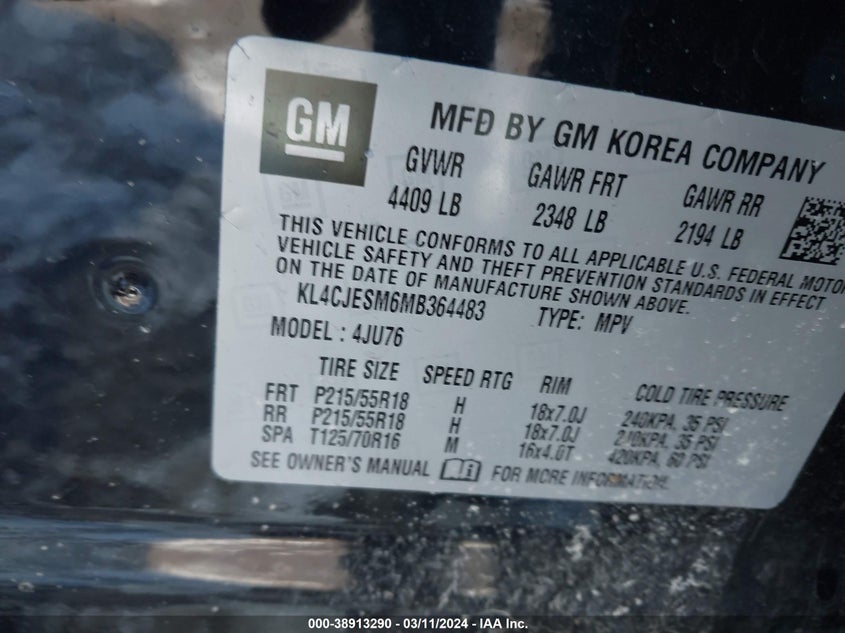 GM
MFD BY GM KOREA COMPANY
GVWR GAWR FRT GAWR RR
4409 LB 2348 LB 2194 LB
THIS VEHICLE CONFORMS TO ALL APPLICABLE U.S. FEDERAL MOTOR
VEHICLE SAFETY AND THEFT PREVENTION STANDARDS IN EFFECT
ON THE DATE OF MANUFACTURE SHOWN ABOVE.
KL4CJESM6MB364483 TYPE: MPV
MODEL: 4JU76
TIRE SIZE SPEED RTG RIM COLD TIRE PRESSURE
FRT P215/55R18 H 18x7.0J 240KPA, 35 PSI
RR P215/55R18 H 18x7.0J 240KPA, 35 PSI
SPA T125/70R16 M 16x4.0T 420KPA, 60 PSI
SEE OWNER'S MANUAL FOR MORE INFORMATION.
000-38913290 - 03/11/2024 - IAA Inc.